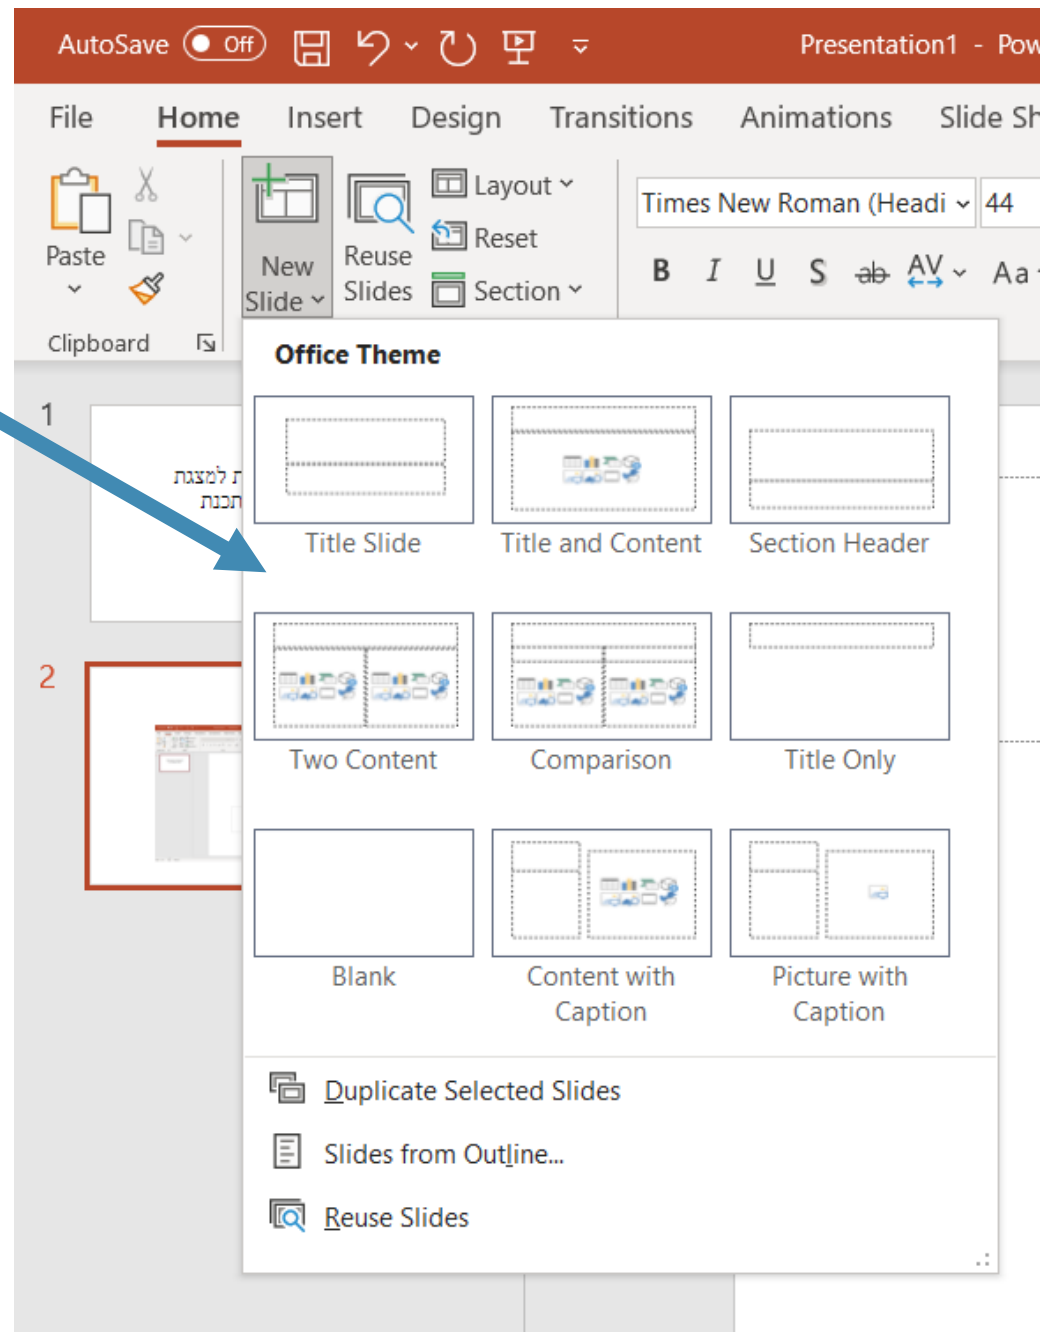 AutoSave Off Presentation1 - Pow
File Home Insert Design Transitions Animations Slide Sh
Paste
New
Slide
Reuse
Slides
Layout
Reset
Section
Times New Roman (Headi 44
B I U S ab AV Aa
Clipboard
Office Theme
1
ת למצגת
תכנת
Title Slide Title and Content Section Header
2
Two Content Comparison Title Only
Blank Content with Caption Picture with Caption
Duplicate Selected Slides
Slides from Outline...
Reuse Slides